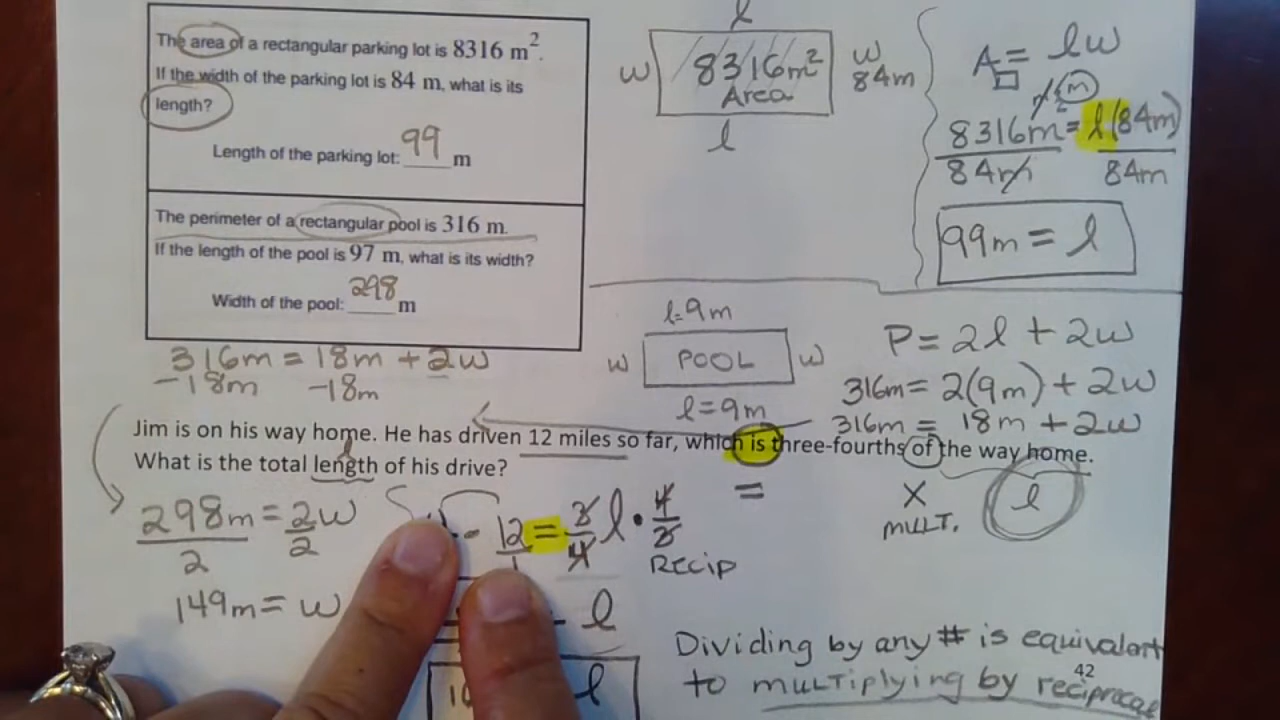 The area of a rectangular parking lot is 8316 m².
If the width of the parking lot is 84 m, what is its
length?
Length of the parking lot: 99 m
The perimeter of a rectangular pool is 316 m.
If the length of the pool is 97 m, what is its width?
Width of the pool: 298 m
l
w 8316m² w
Area 84m
l
A = lw
m
8316m² = l(84m)
84m 84m
99m = l
l=9m
w POOL w
l=9m
P = 2l + 2w
316m = 2(9m) + 2w
316m = 18m + 2w
316m = 18m + 2w
-18m -18m
Jim is on his way home. He has driven 12 miles so far, which is three-fourths of the way home.
What is the total length of his drive?
l
298m = 2w
2 2
149m = w
12 = 3/4 l · 4/3
RECIP
l
l
=
X
MULT.
l
Dividing by any # is equivalent
to multiplying by reciprocal
42